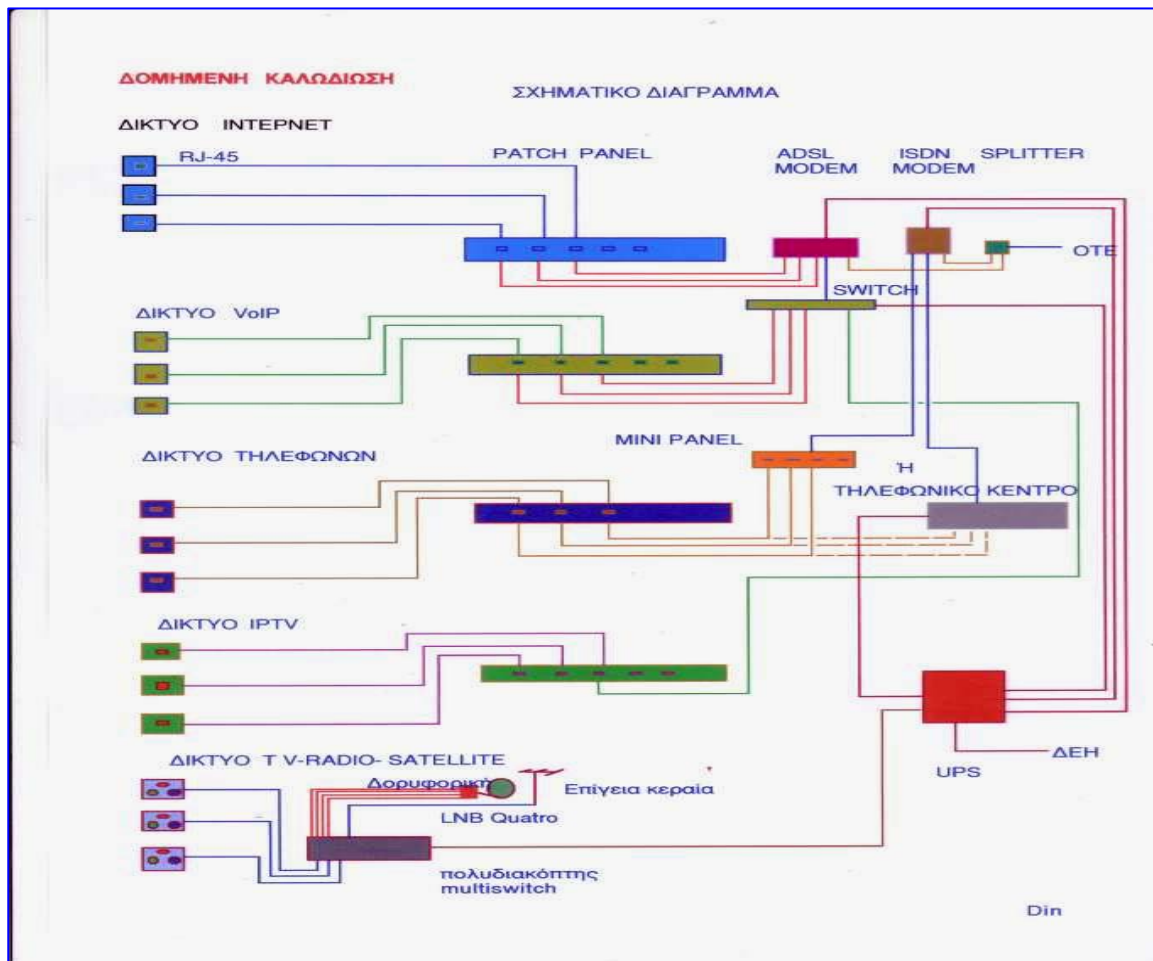 ΔΟΜΗΜΕΝΗ ΚΑΛΩΔΙΩΣΗ
ΣΧΗΜΑΤΙΚΟ ΔΙΑΓΡΑΜΜΑ
ΔΙΚΤΥΟ INTERNET
RJ-45
PATCH PANEL
ADSL MODEM
ISDN MODEM
SPLITTER
OTE
SWITCH
ΔΙΚΤΥΟ VoIP
MINI PANEL
ΔΙΚΤΥΟ ΤΗΛΕΦΩΝΩΝ
Ή
ΤΗΛΕΦΩΝΙΚΟ ΚΕΝΤΡΟ
ΔΙΚΤΥΟ IPTV
ΔΕΗ
UPS
ΔΙΚΤΥΟ T V-RADIO- SATELLITE
Δορυφορική
Επίγεια κεραία
LNB Quatro
πολυδιακόπτης
multiswitch
Din